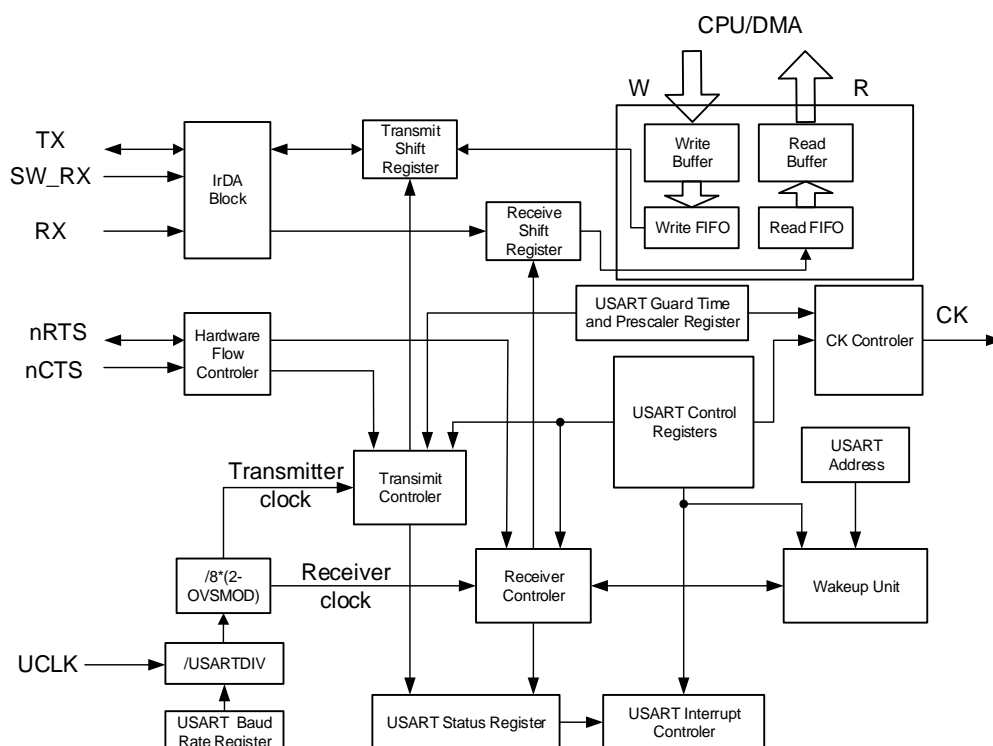 CPU/DMA
W
R
TX
SW_RX
RX
IrDA
Block
Transmit
Shift
Register
Write
Buffer
Read
Buffer
Receive
Shift
Register
Write FIFO
Read FIFO
USART Guard Time
and Prescaler Register
CK Controler
CK
nRTS
nCTS
Hardware
Flow
Controler
USART Control
Registers
USART
Address
Transmitter
clock
Transimit
Controler
/8*(2-
OVSMOD)
Receiver
clock
Receiver
Controler
Wakeup Unit
UCLK
/USARTDIV
USART Baud
Rate Register
USART Status Register
USART Interrupt
Controler